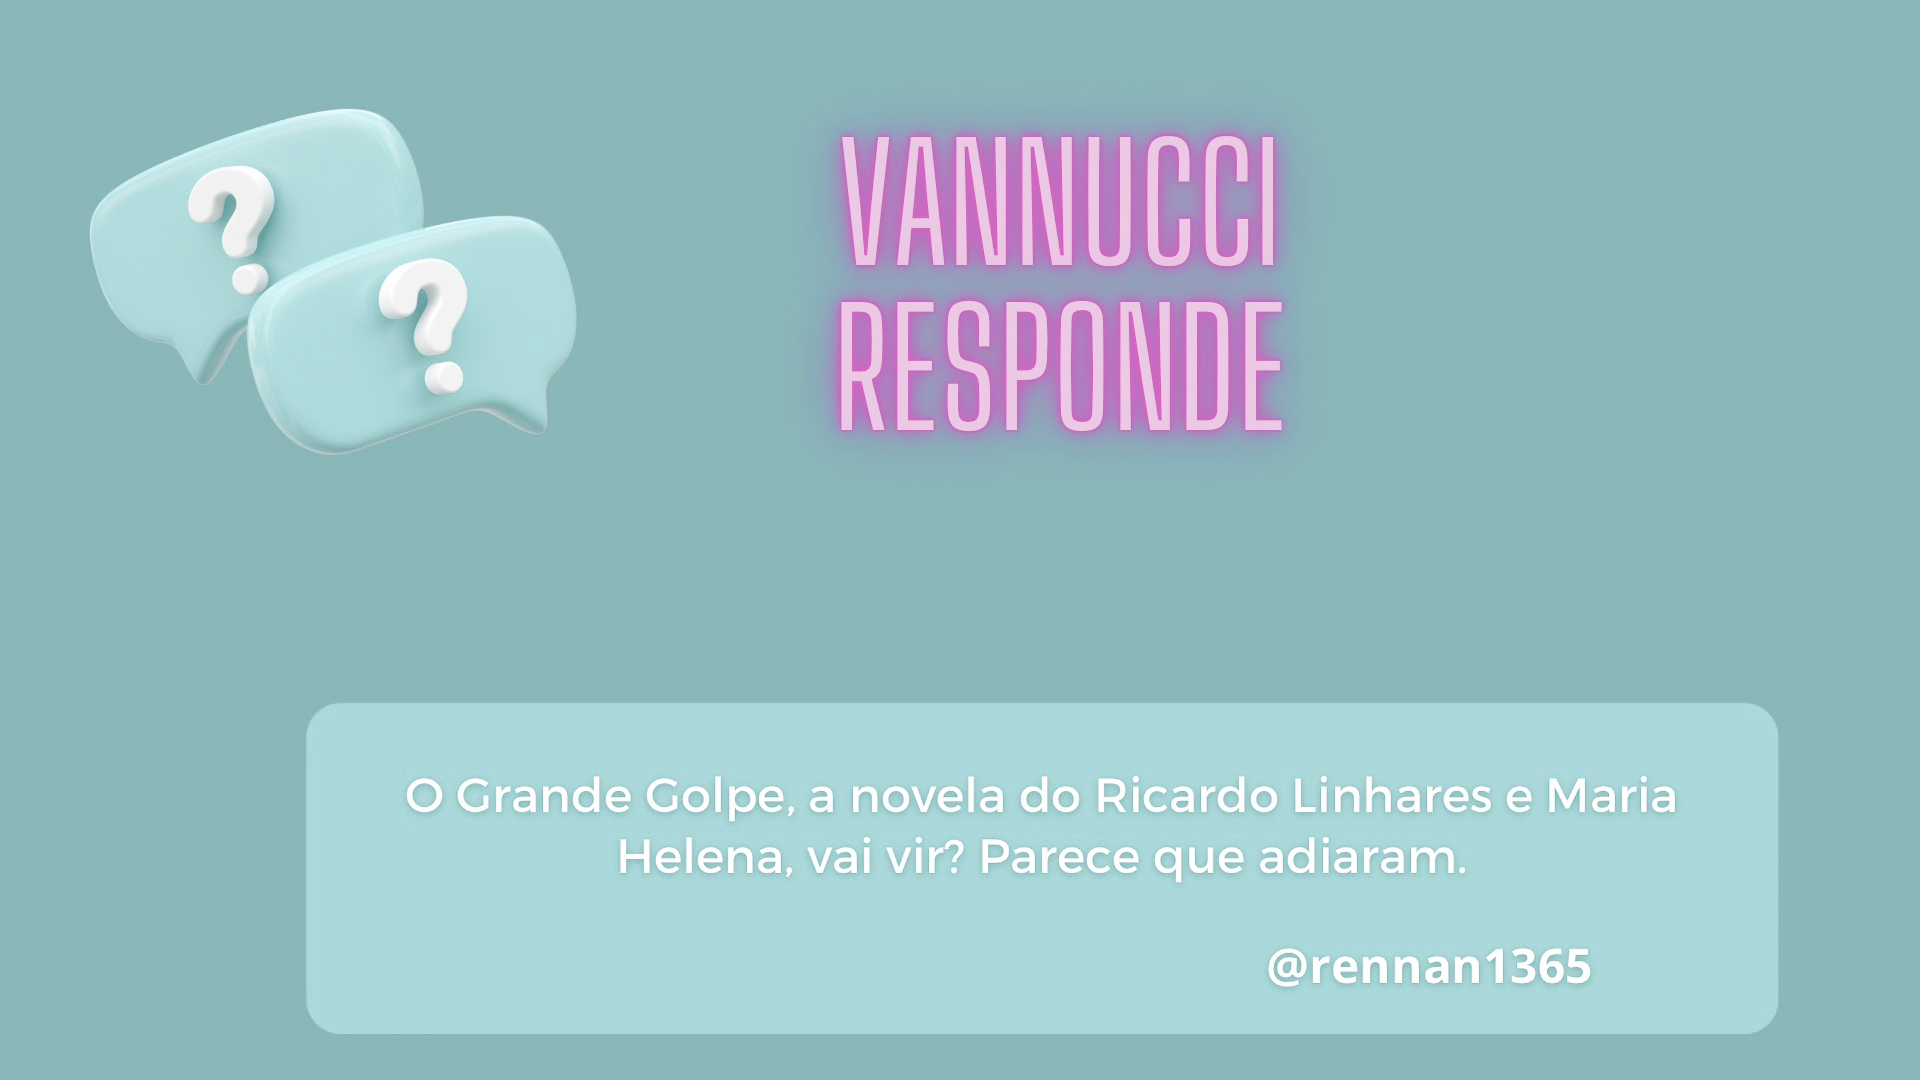 VANNUCCI
RESPONDE
O Grande Golpe, a novela do Ricardo Linhares e Maria
Helena, vai vir? Parece que adiaram.
@rennan1365